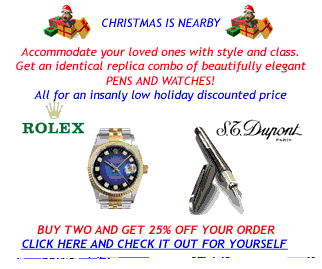 CHRISTMAS IS NEARBY
Accommodate your loved ones with style and class.
Get an identical replica combo of beautifully elegant
PENS AND WATCHES!
All for an insanly low holiday discounted price
ROLEX
S.T. Dupont
PARIS
BUY TWO AND GET 25% OFF YOUR ORDER
CLICK HERE AND CHECK IT OUT FOR YOURSELF